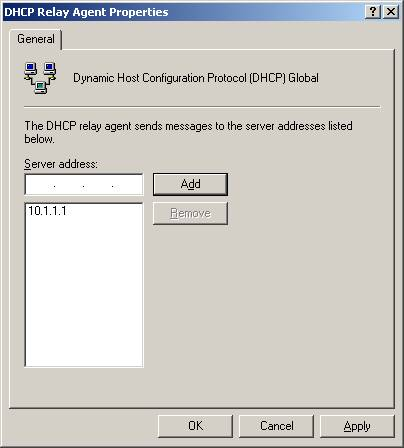 DHCP Relay Agent Properties
General
Dynamic Host Configuration Protocol (DHCP) Global
The DHCP relay agent sends messages to the server addresses listed
below.
Server address:
. . .
Add
10.1.1.1
Remove
OK
Cancel
Apply